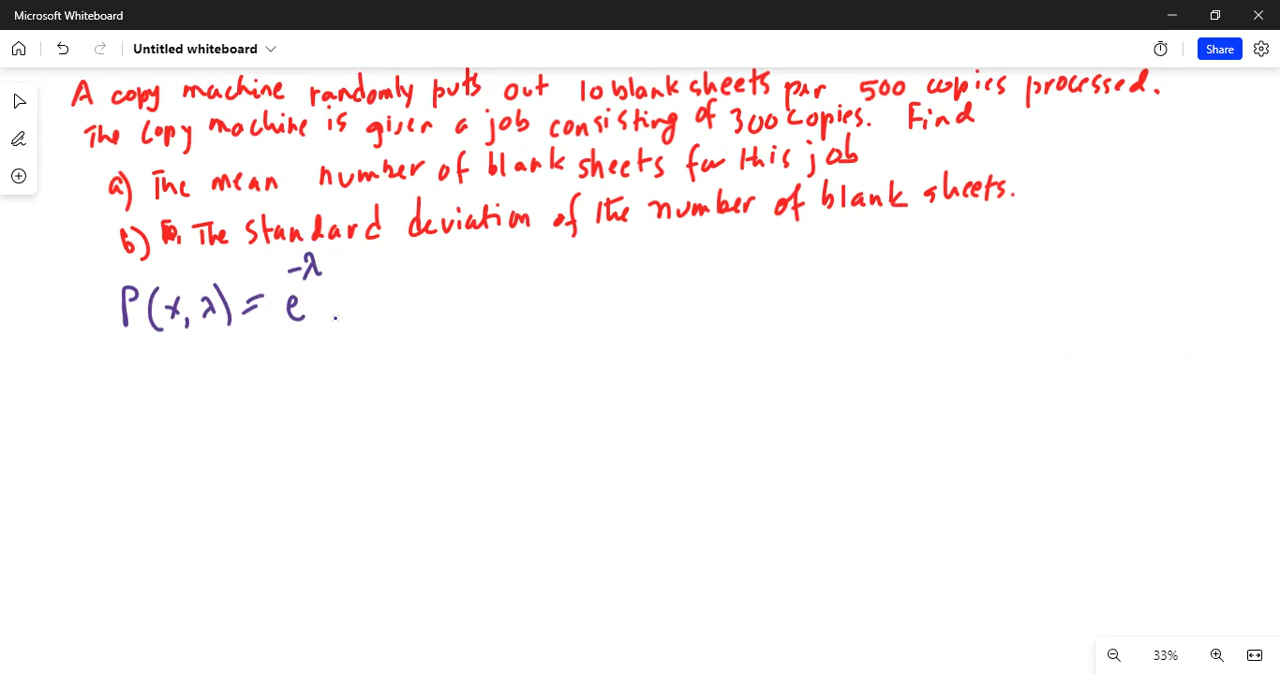 Microsoft Whiteboard
Untitled whiteboard
Share
A copy machine randomly puts out 10 blank sheets per 500 copies processed.
The copy machine is given a job consisting of 300 copies. Find
a) The mean number of blank sheets for this job
b) The standard deviation of the number of blank sheets.
P(x, λ) = e^-λ
33%